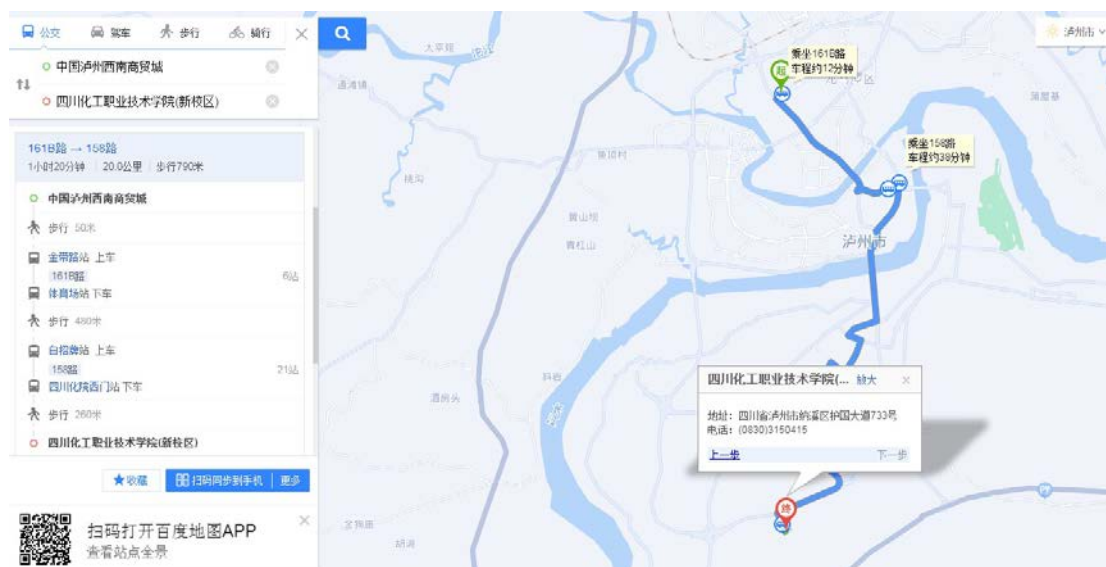 公交
驾车
步行
骑行
中国泸州西南商贸城
四川化工职业技术学院(新校区)
161B路 → 158路
1小时20分钟 20.0公里 步行790米
中国泸州西南商贸城
步行 50米
金带路站 上车
161B路 6站
体育场站 下车
步行 480米
白招牌站 上车
158路 21站
四川化院西门站 下车
步行 260米
四川化工职业技术学院(新校区)
收藏
扫码同步到手机 更多
扫码打开百度地图APP
查看站点全景
泸州市
乘坐161B路
车程约12分钟
起
乘坐158路
车程约38分钟
泸州市
黄山坝
四川化工职业技术学院(... 放大
地址：四川省泸州市纳溪区护国大道733号
电话：(0830)3150415
上一步 下一步
终